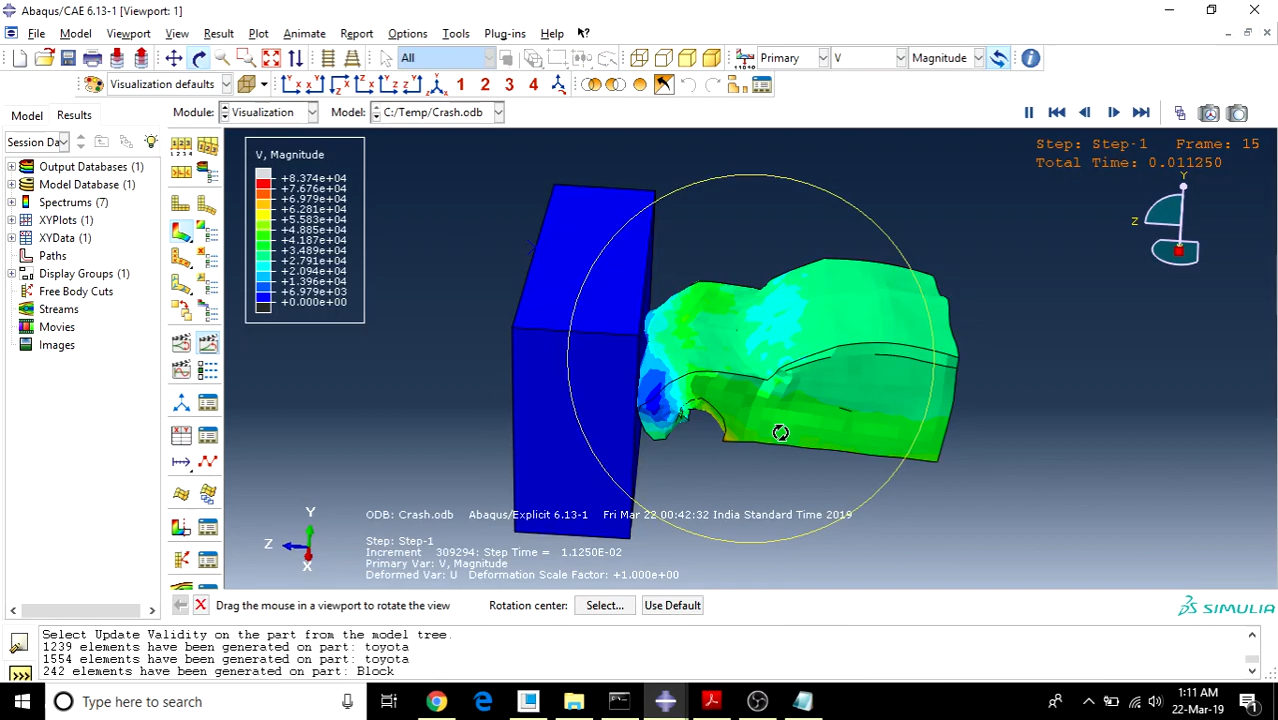 Abaqus/CAE 6.13-1 [Viewport: 1]
File Model Viewport View Result Plot Animate Report Options Tools Plug-ins Help
All Primary V Magnitude
Visualization defaults 1 2 3 4
Model Results Module: Visualization Model: C:/Temp/Crash.odb
Session Da
Output Databases (1)
Model Database (1)
Spectrums (7)
XYPlots (1)
XYData (1)
Paths
Display Groups (1)
Free Body Cuts
Streams
Movies
Images
V, Magnitude
+8.374e+04
+7.676e+04
+6.979e+04
+6.281e+04
+5.583e+04
+4.885e+04
+4.187e+04
+3.489e+04
+2.791e+04
+2.094e+04
+1.396e+04
+6.979e+03
+0.000e+00
Step: Step-1 Frame: 15
Total Time: 0.011250
Y
Z
Y
Z
X
ODB: Crash.odb Abaqus/Explicit 6.13-1 Fri Mar 22 00:42:32 India Standard Time 2019
Step: Step-1
Increment 309294: Step Time = 1.1250E-02
Primary Var: V, Magnitude
Deformed Var: U Deformation Scale Factor: +1.000e+00
Drag the mouse in a viewport to rotate the view Rotation center: Select... Use Default
SIMULIA
Select Update Validity on the part from the model tree.
1239 elements have been generated on part: toyota
1554 elements have been generated on part: toyota
242 elements have been generated on part: Block
>>>
Type here to search
1:11 AM
22-Mar-19
1